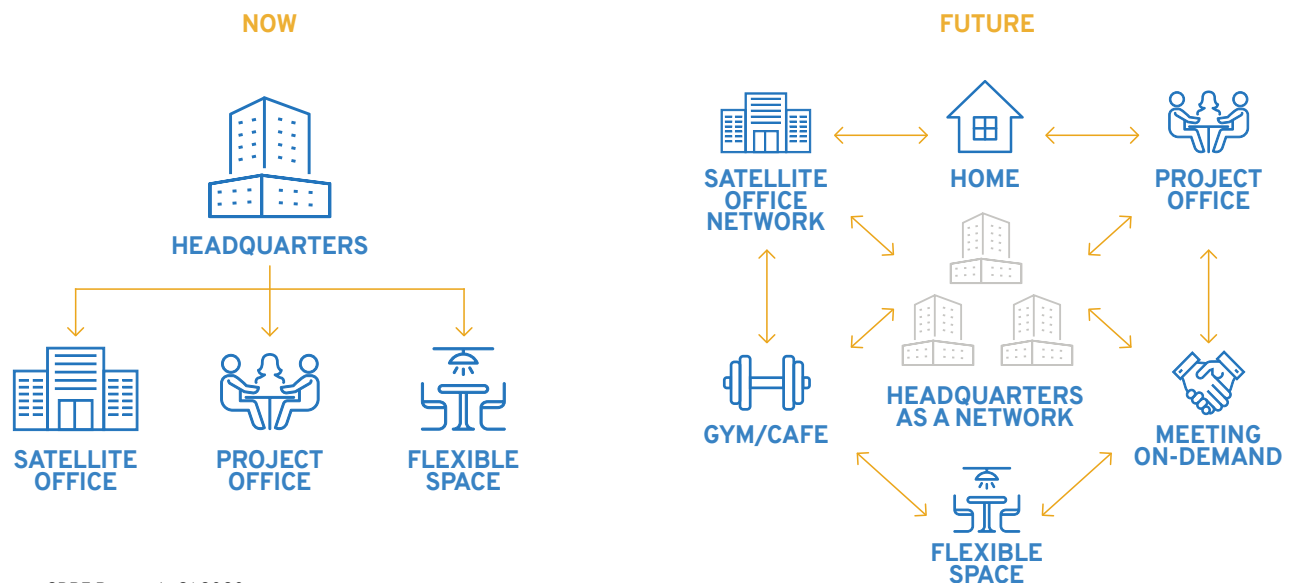 NOW
HEADQUARTERS
SATELLITE
OFFICE
PROJECT
OFFICE
FLEXIBLE
SPACE
FUTURE
SATELLITE
OFFICE
NETWORK
HOME
PROJECT
OFFICE
HEADQUARTERS
AS A NETWORK
GYM/CAFE
MEETING
ON-DEMAND
FLEXIBLE
SPACE